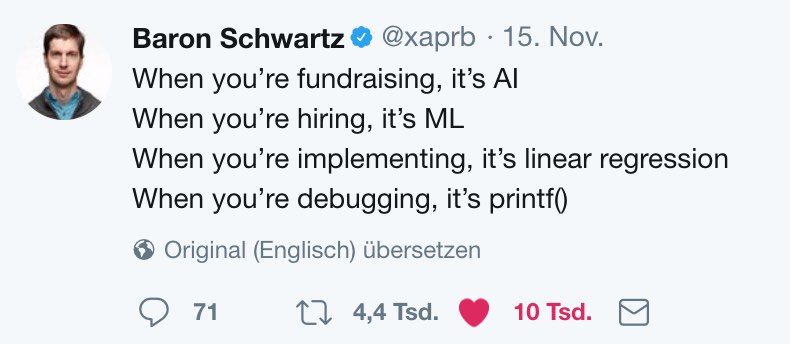 Baron Schwartz @xaprb · 15. Nov.
When you’re fundraising, it’s AI
When you’re hiring, it’s ML
When you’re implementing, it’s linear regression
When you’re debugging, it’s printf()
Original (Englisch) übersetzen
71 4,4 Tsd. 10 Tsd.